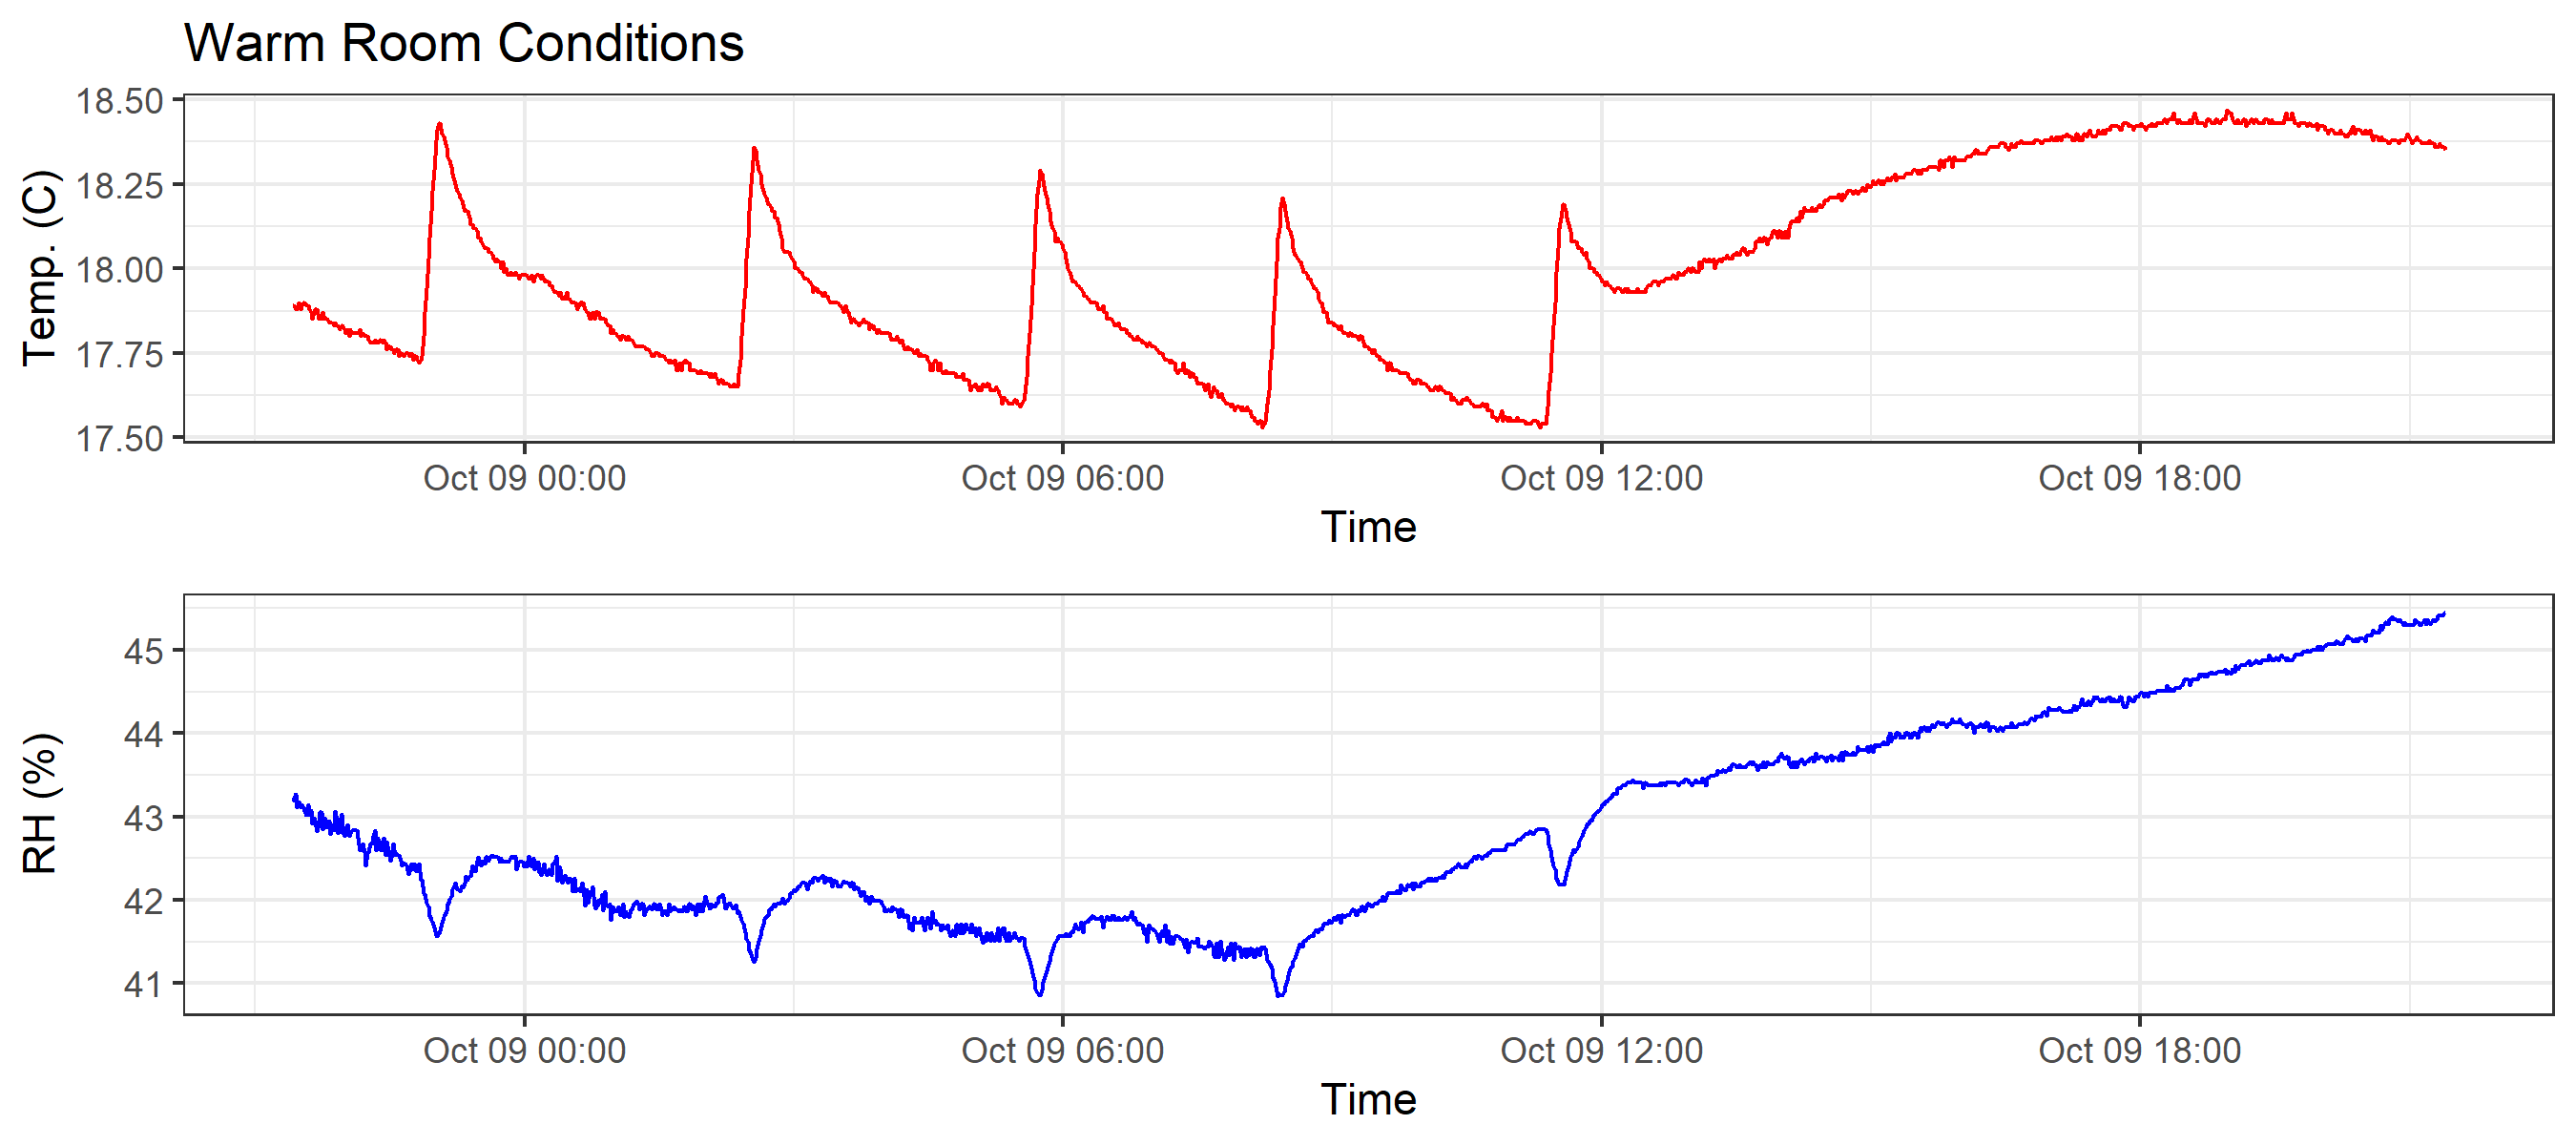 Warm Room Conditions
18.50
18.25
18.00
17.75
17.50
Temp. (C)
Oct 09 00:00 Oct 09 06:00 Oct 09 12:00 Oct 09 18:00
Time
45
44
43
42
41
RH (%)
Oct 09 00:00 Oct 09 06:00 Oct 09 12:00 Oct 09 18:00
Time